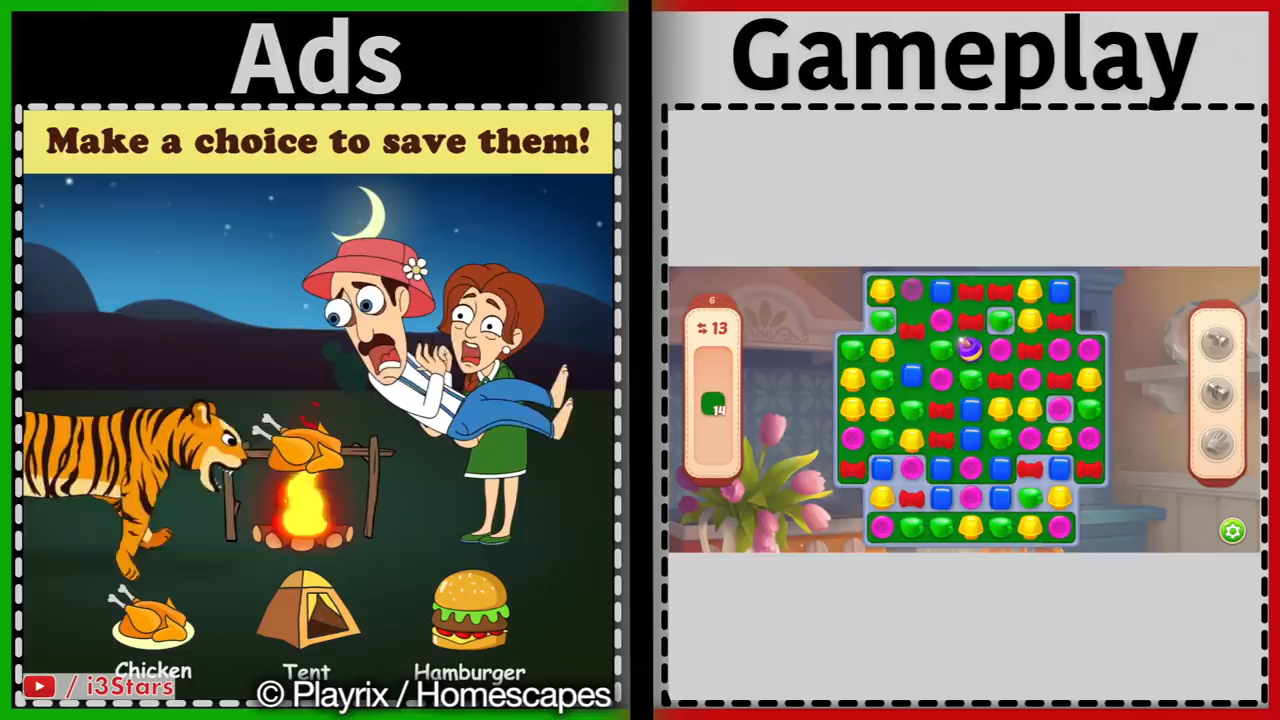 Ads
Gameplay
Make a choice to save them!
6
13
14
Chicken
Tent
Hamburger
/ i3Stars
© Playrix / Homescapes